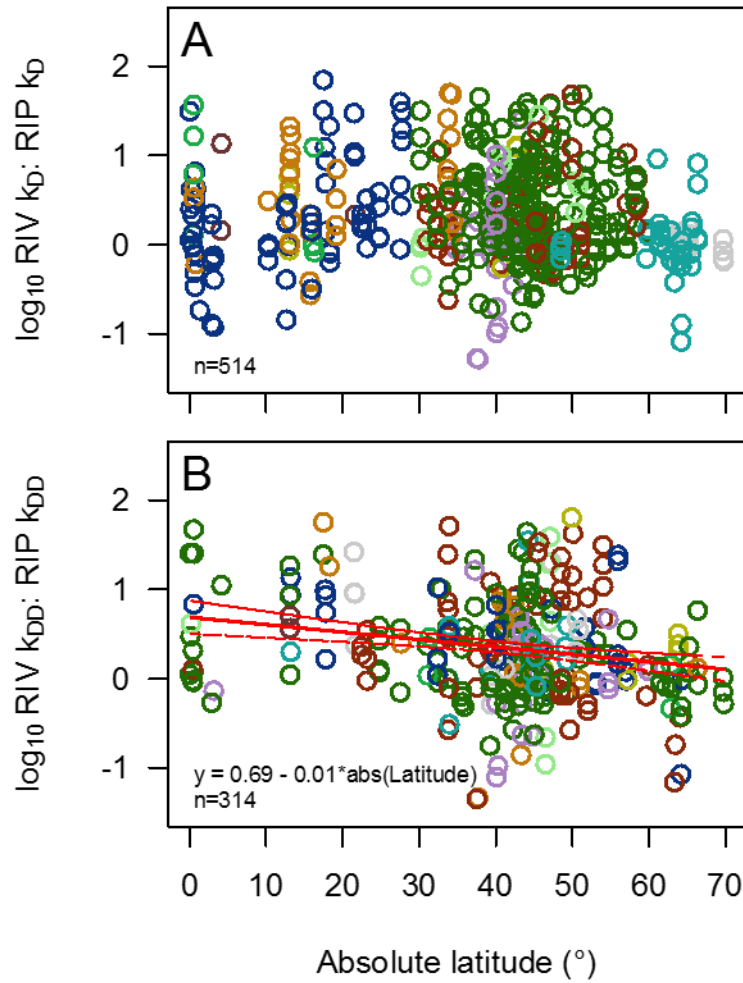 A
log10 RIV kD: RIP kD
2
1
0
-1
n=514
B
log10 RIV kDD: RIP kDD
2
1
0
-1
y = 0.69 - 0.01*abs(Latitude)
n=314
0 10 20 30 40 50 60 70
Absolute latitude (°)